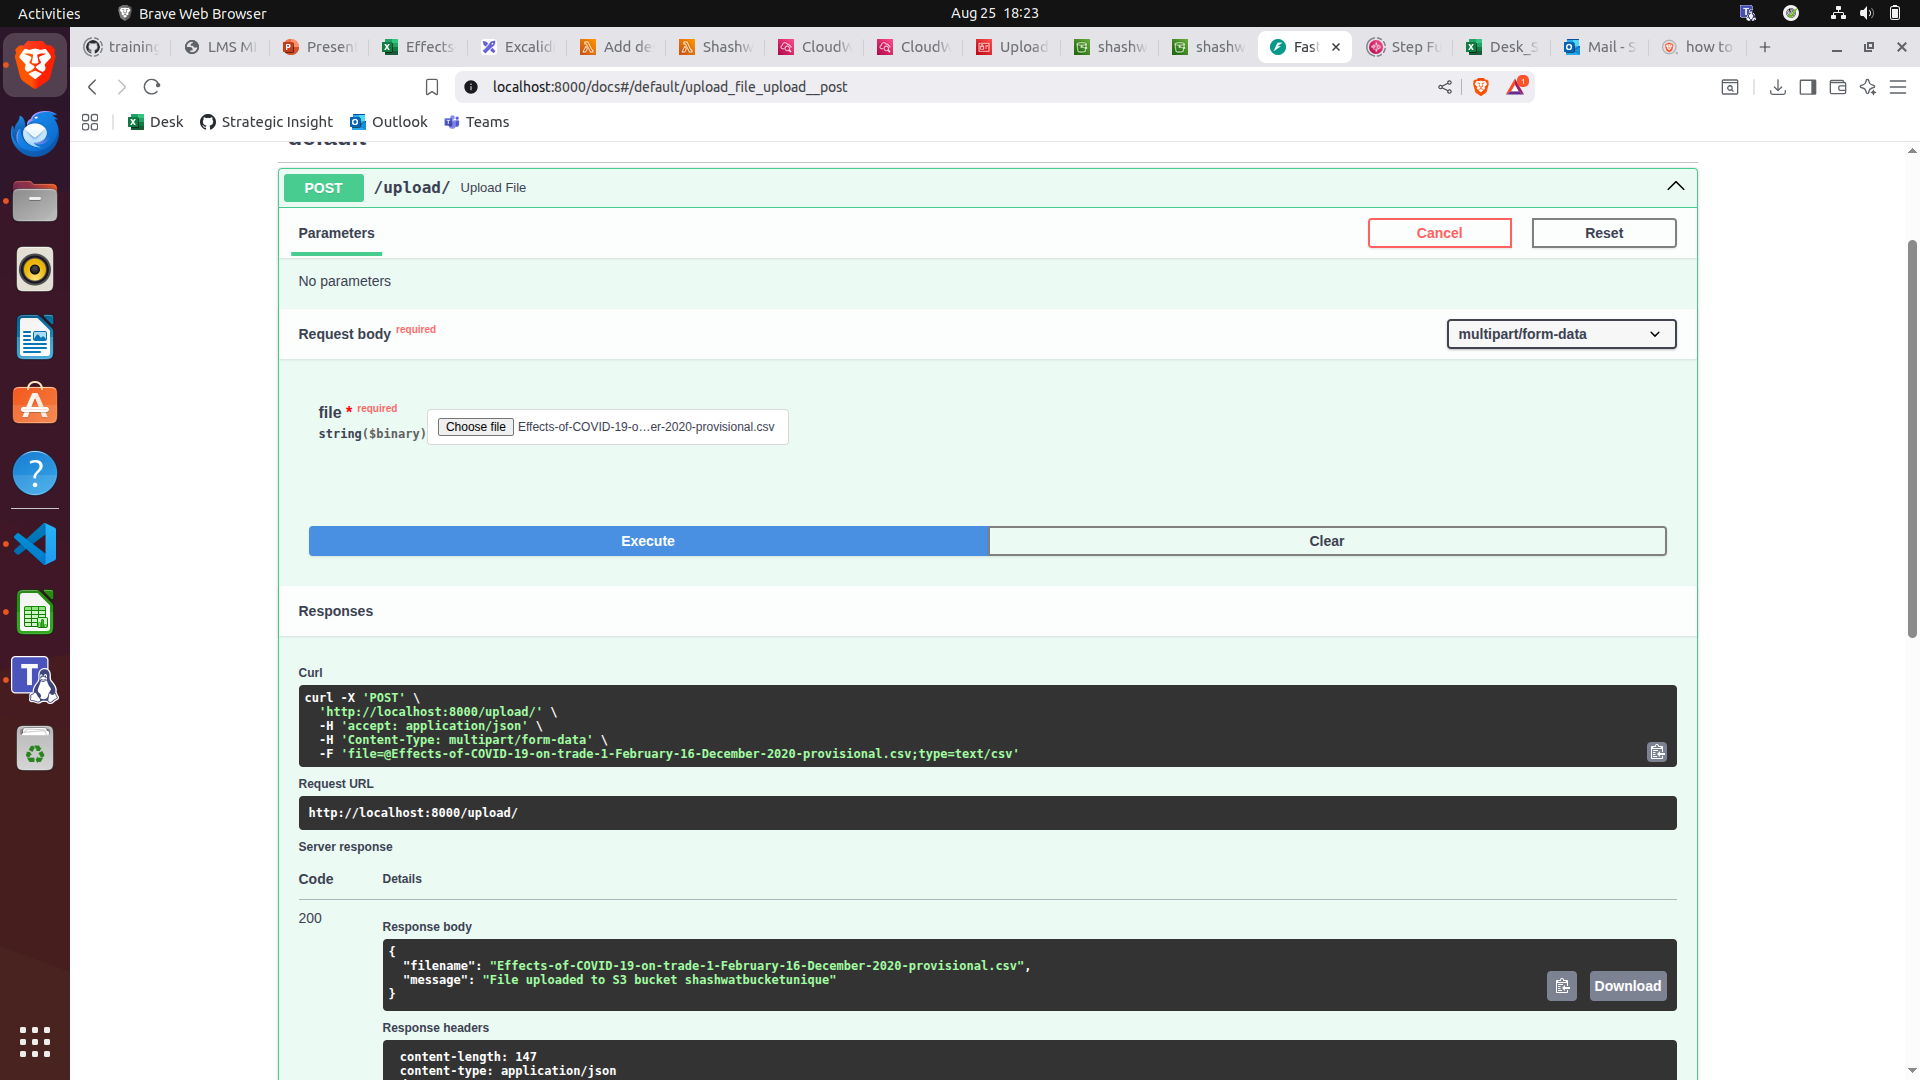 Activities
Brave Web Browser
Aug 25 18:23
training
LMS M
Presen
Effects
Excalid
Add de
Shashw
CloudW
CloudW
Upload
shashw
shashw
Fast
Step Fu
Desk_S
Mail - S
how to
localhost:8000/docs#/default/upload_file_upload__post
1
Desk
Strategic Insight
Outlook
Teams
default
POST /upload/ Upload File
Parameters
Cancel
Reset
No parameters
Request body required
multipart/form-data
file * required
string($binary)
Choose file Effects-of-COVID-19-o…er-2020-provisional.csv
Execute
Clear
Responses
Curl
curl -X 'POST' \
'http://localhost:8000/upload/' \
-H 'accept: application/json' \
-H 'Content-Type: multipart/form-data' \
-F 'file=@Effects-of-COVID-19-on-trade-1-February-16-December-2020-provisional.csv;type=text/csv'
Request URL
http://localhost:8000/upload/
Server response
Code
Details
200
Response body
{
"filename": "Effects-of-COVID-19-on-trade-1-February-16-December-2020-provisional.csv",
"message": "File uploaded to S3 bucket shashwatbucketunique"
}
Download
Response headers
content-length: 147
content-type: application/json